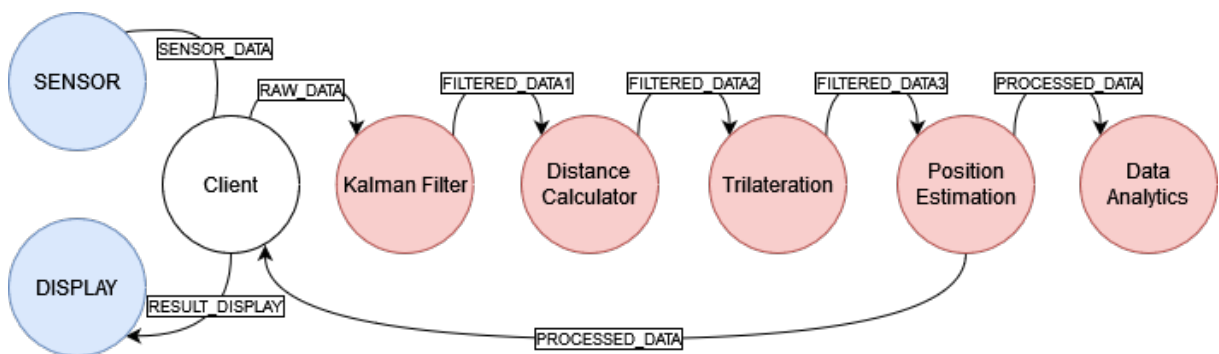 SENSOR
SENSOR_DATA
RAW_DATA
FILTERED_DATA1
FILTERED_DATA2
FILTERED_DATA3
PROCESSED_DATA
Client
Kalman Filter
Distance
Calculator
Trilateration
Position
Estimation
Data
Analytics
DISPLAY
RESULT_DISPLAY
PROCESSED_DATA